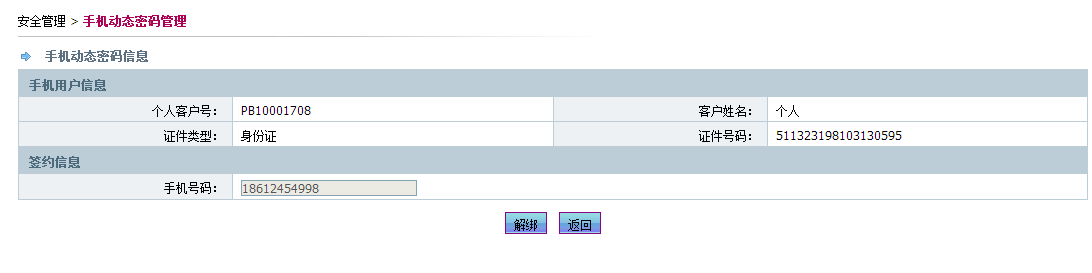 安全管理 > 手机动态密码管理
手机动态密码信息
手机用户信息
个人客户号： PB10001708 客户姓名： 个人
证件类型： 身份证 证件号码： 511323198103130595
签约信息
手机号码： 18612454998
解绑 返回